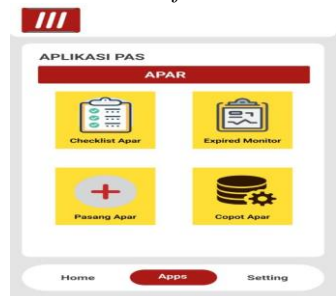 APLIKASI PAS
APAR
Checklist Apar
Expired Monitor
Pasang Apar
Copot Apar
Home
Apps
Setting